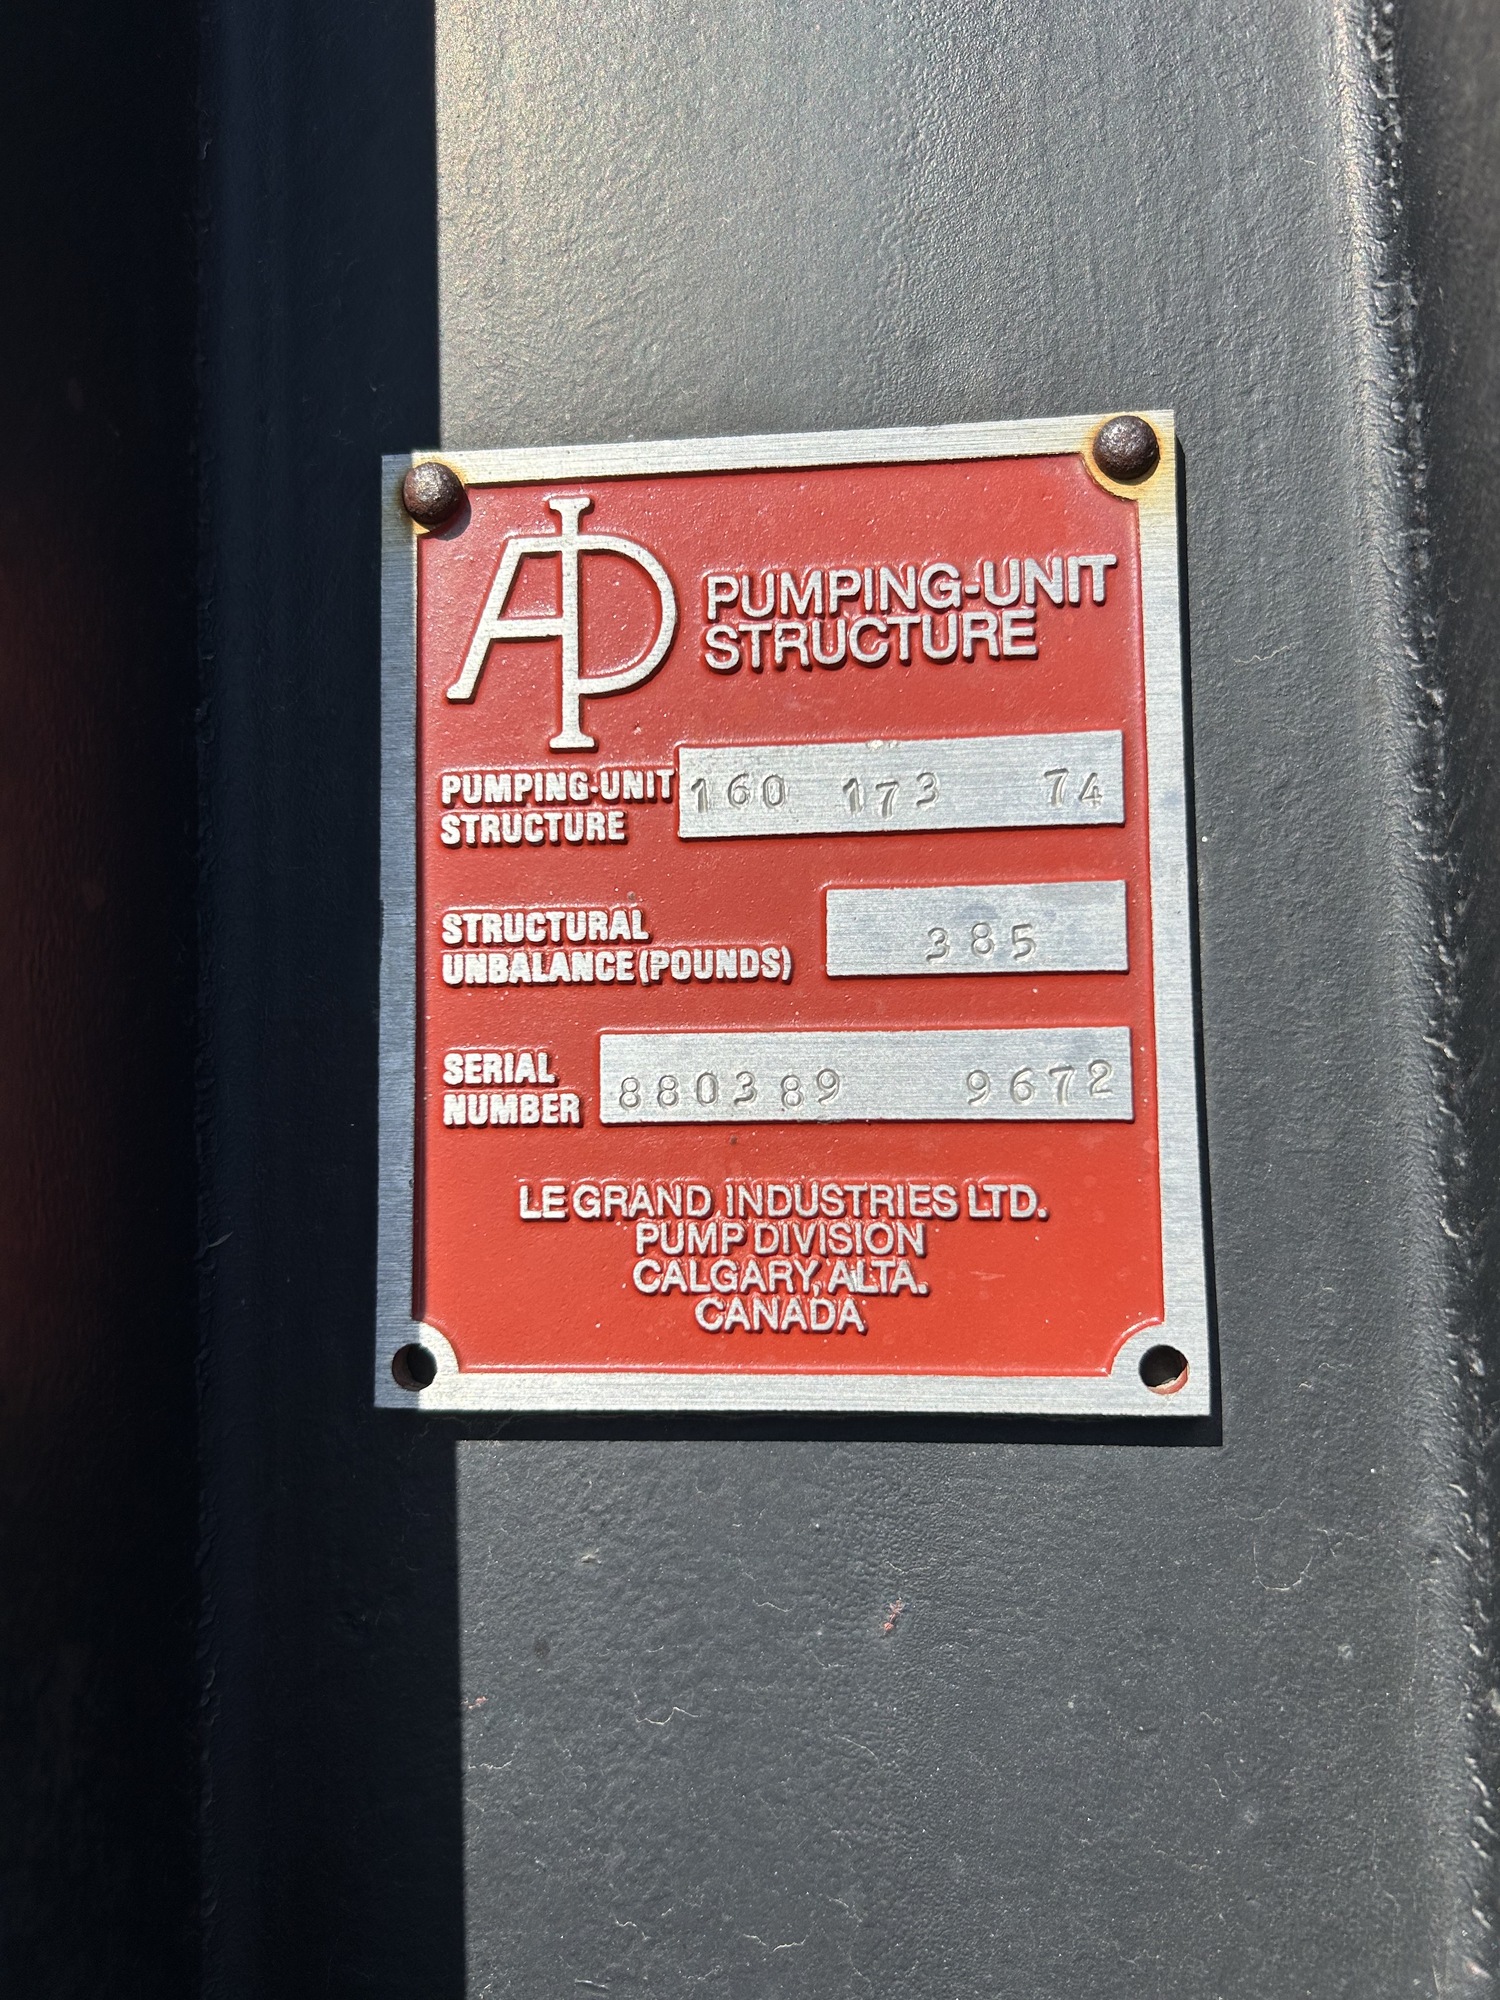 API PUMPING-UNIT
STRUCTURE
PUMPING-UNIT
STRUCTURE 160 173 74
STRUCTURAL
UNBALANCE (POUNDS) 385
SERIAL
NUMBER 880389 9672
LE GRAND INDUSTRIES LTD.
PUMP DIVISION
CALGARY, ALTA.
CANADA